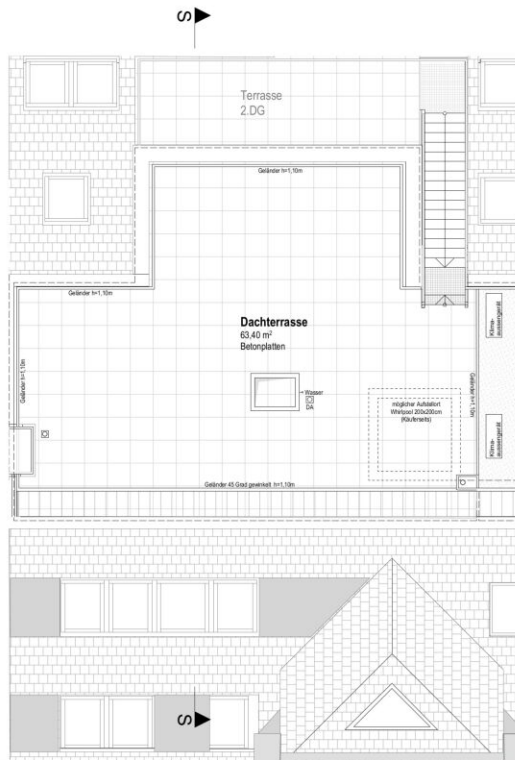 S
Terrasse
2.DG
Geländer h=1,10m
Geländer h=1,10m
Dachterrasse
63,40 m²
Betonplatten
Geländer h=1,10m
Wasser
DA
möglicher Aufstellort
Whirlpool 200x200cm
(Käuferseits)
Geländer h=1,10m
Klima-
aussengerät
Klima-
aussengerät
Geländer 45 Grad gewinkelt h=1,10m
S